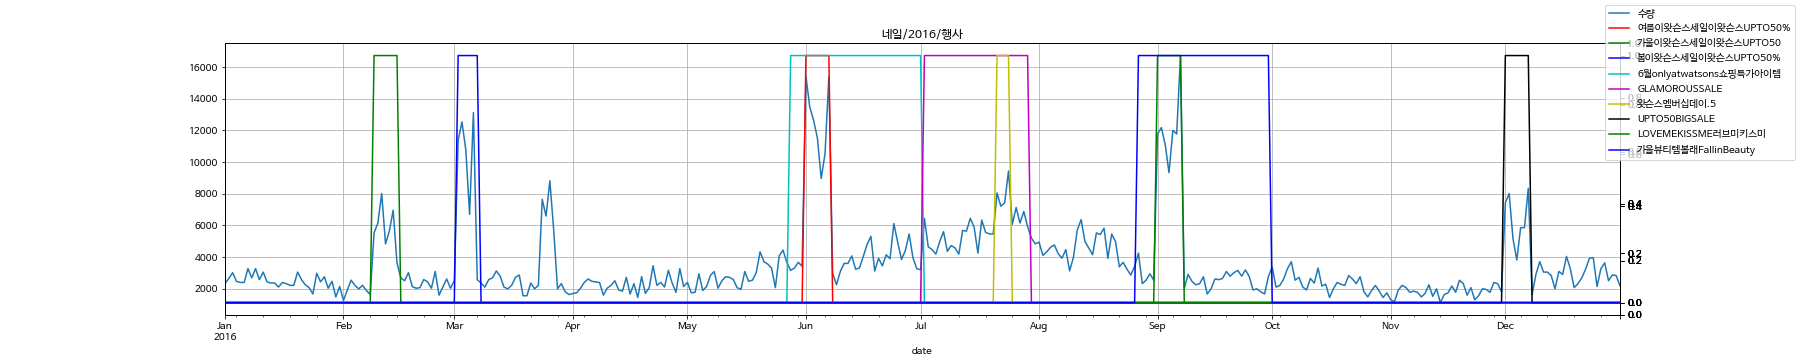 네일/2016/행사
수량
여름이왓슨스세일이왓슨스UPTO50%
가을이왓슨스세일이왓슨스UPTO50
봄이왓슨스세일이왓슨스UPTO50%
6월onlyatwatsons쇼핑특가아이템
GLAMOROUSSALE
왓슨스멤버십데이.5
UPTO50BIGSALE
LOVEMEKISSME러브미키스미
가을뷰티템볼래FallinBeauty
16000
14000
12000
10000
8000
6000
4000
2000
1.0
0.4
0.4
0.2
0.2
0.0
0.0
Jan
2016
Feb
Mar
Apr
May
Jun
Jul
Aug
Sep
Oct
Nov
Dec
date